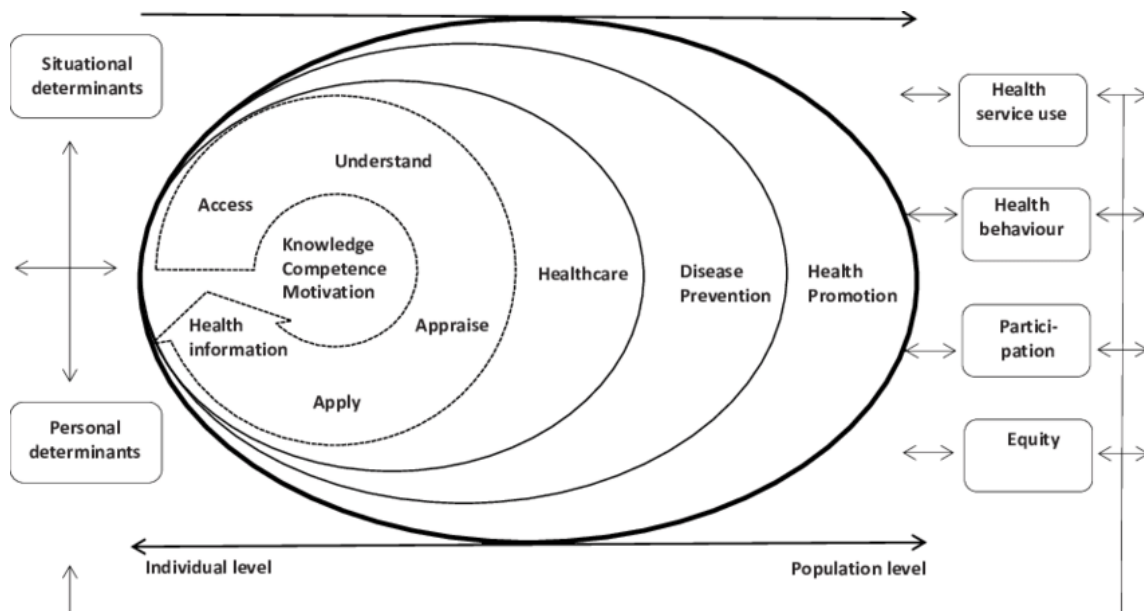 Situational
determinants
Personal
determinants
Access
Understand
Knowledge
Competence
Motivation
Health
information
Appraise
Apply
Healthcare
Disease
Prevention
Health
Promotion
Health
service use
Health
behaviour
Partici-
pation
Equity
Individual level
Population level